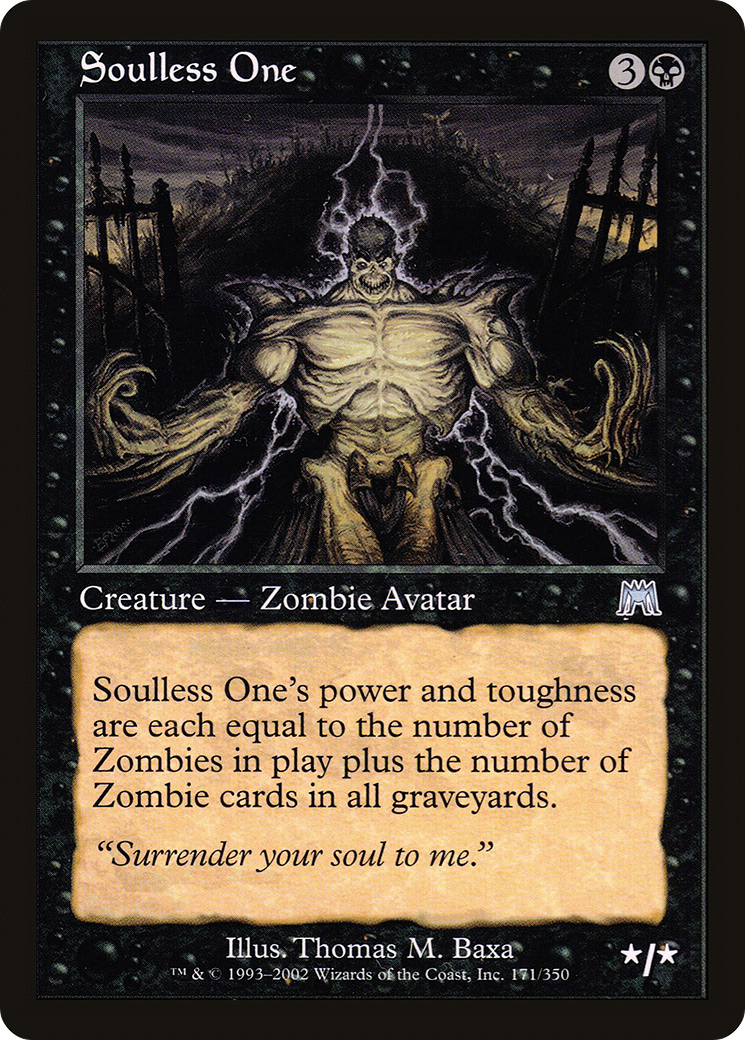 Soulless One
3
Creature — Zombie Avatar
Soulless One's power and toughness
are each equal to the number of
Zombies in play plus the number of
Zombie cards in all graveyards.
“Surrender your soul to me.”
Illus. Thomas M. Baxa
™ & © 1993–2002 Wizards of the Coast, Inc. 171/350
★/★